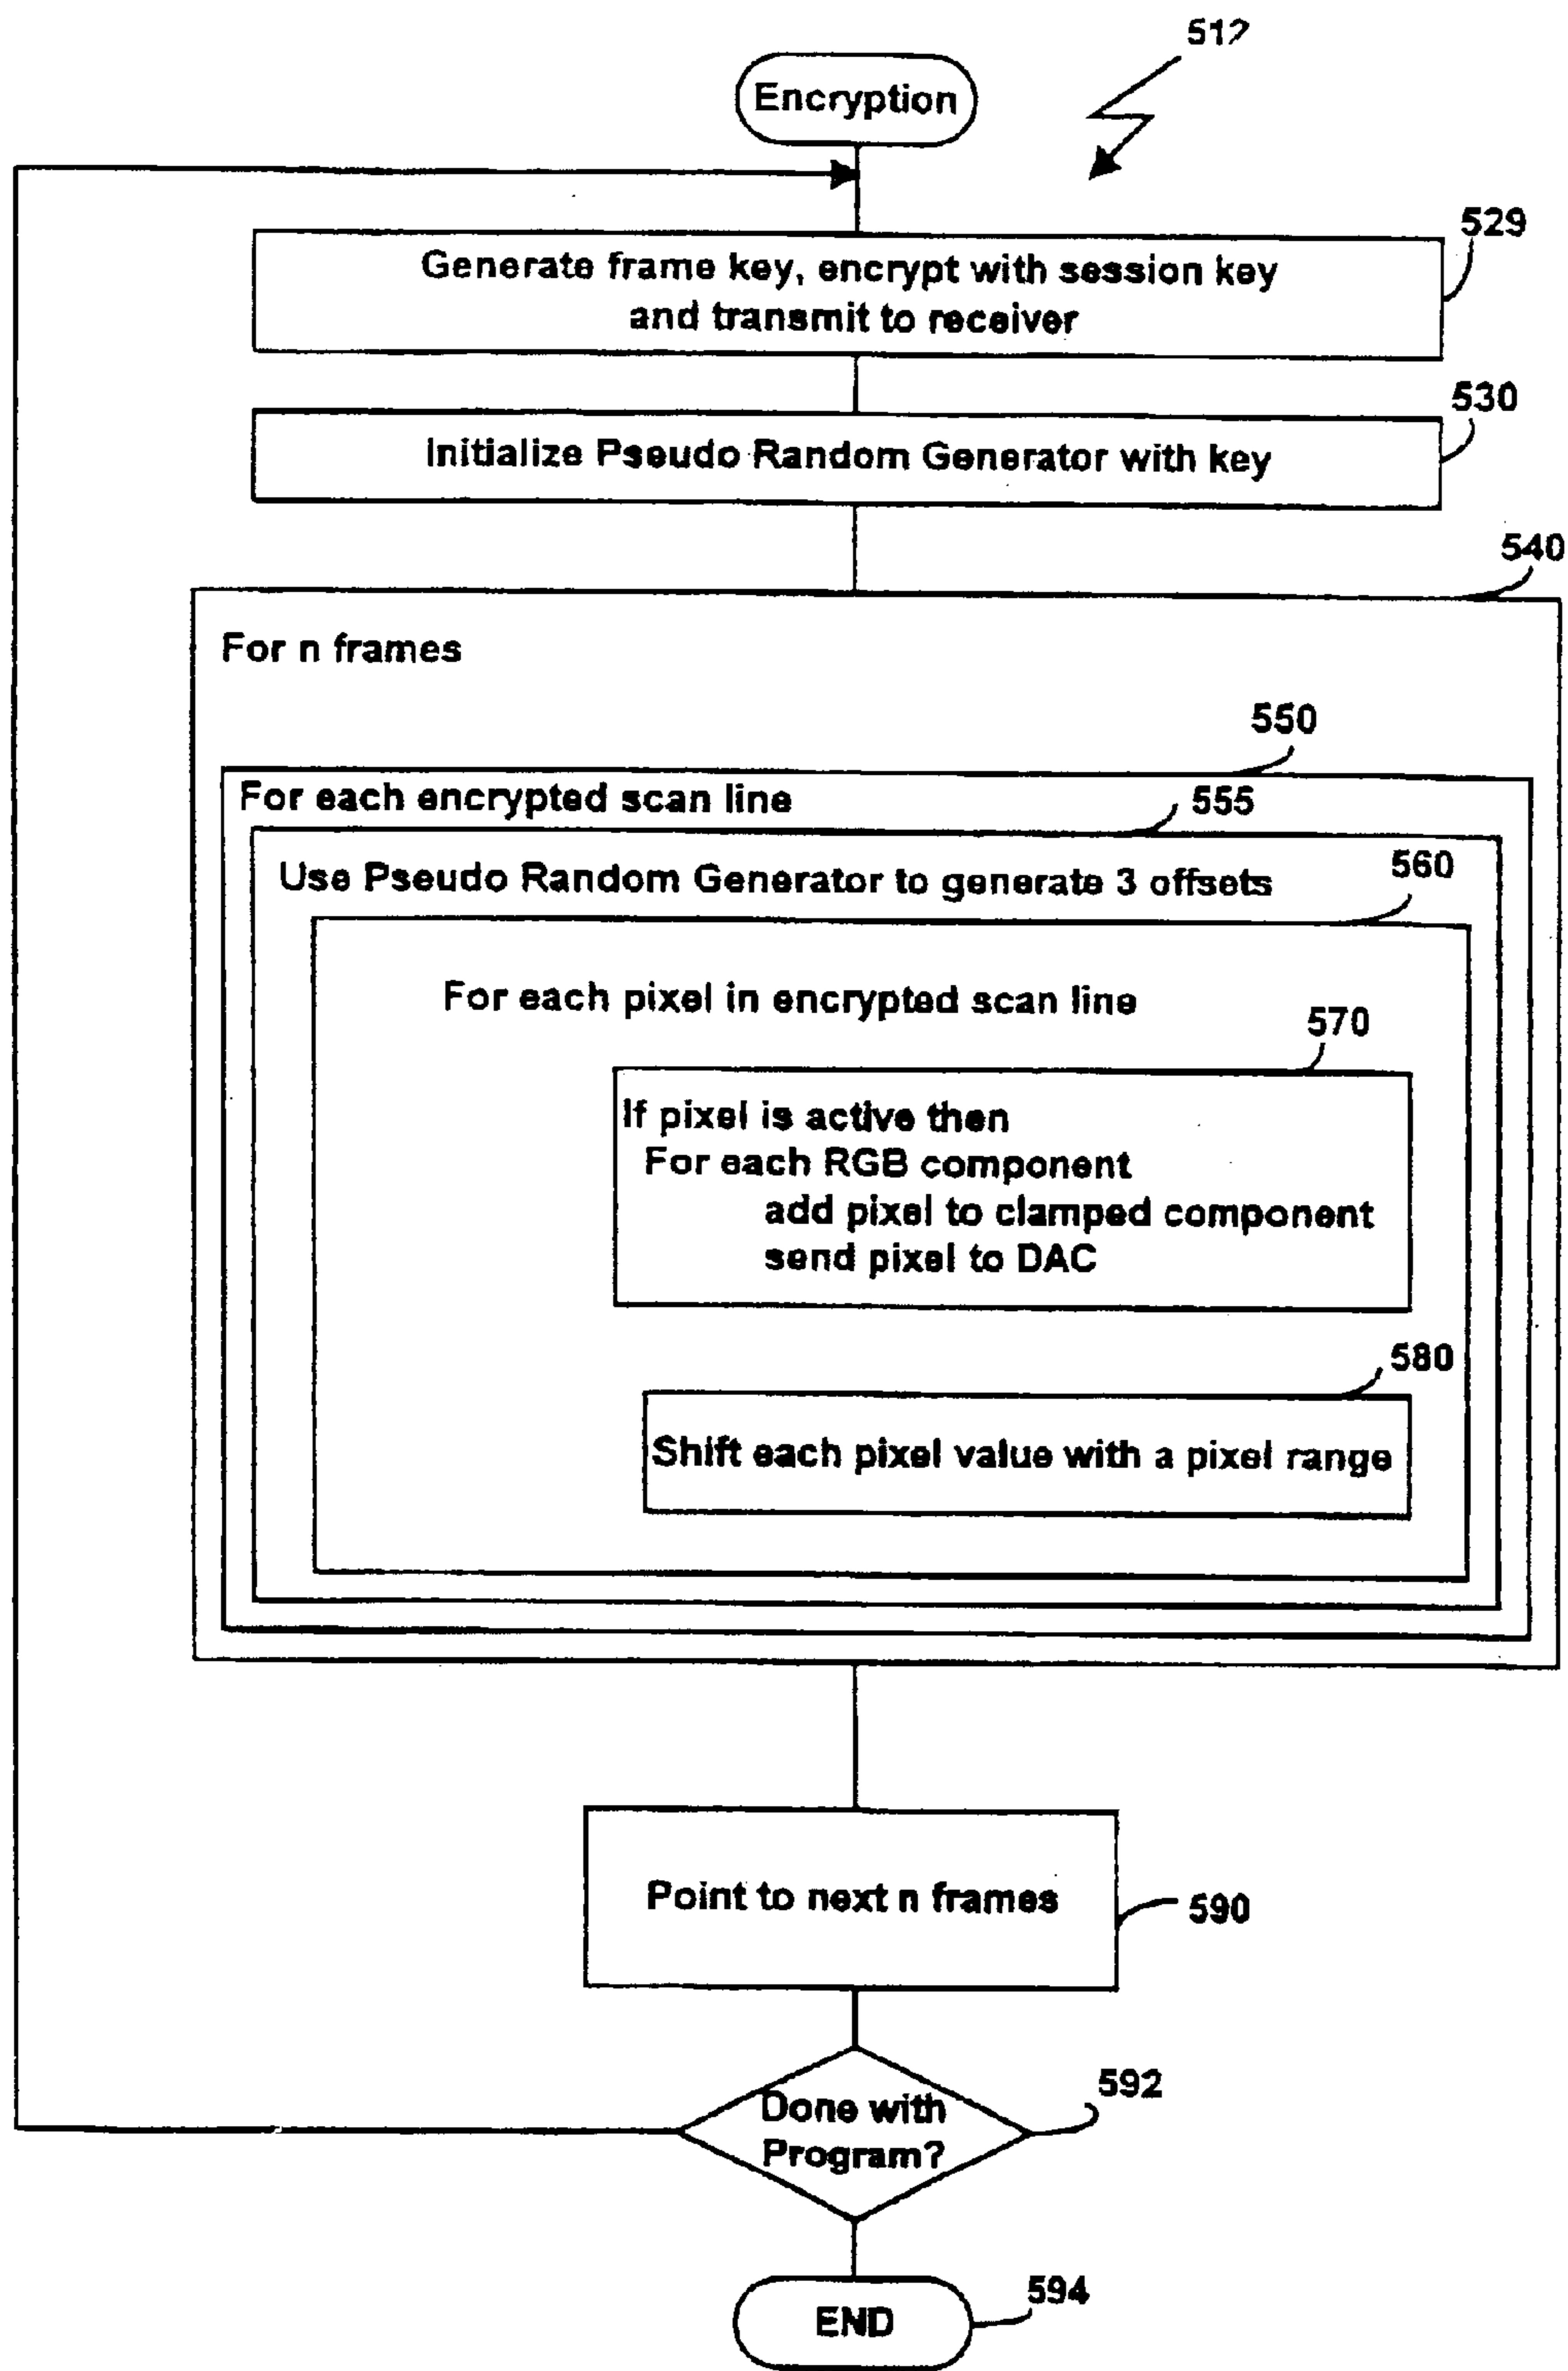 512
Encryption
529
Generate frame key, encrypt with session key
and transmit to receiver
530
Initialize Pseudo Random Generator with key
540
For n frames
550
For each encrypted scan line
555
Use Pseudo Random Generator to generate 3 offsets
560
For each pixel in encrypted scan line
570
If pixel is active then
For each RGB component
add pixel to clamped component
send pixel to DAC
580
Shift each pixel value with a pixel range
Point to next n frames
590
Done with
Program?
592
END
594